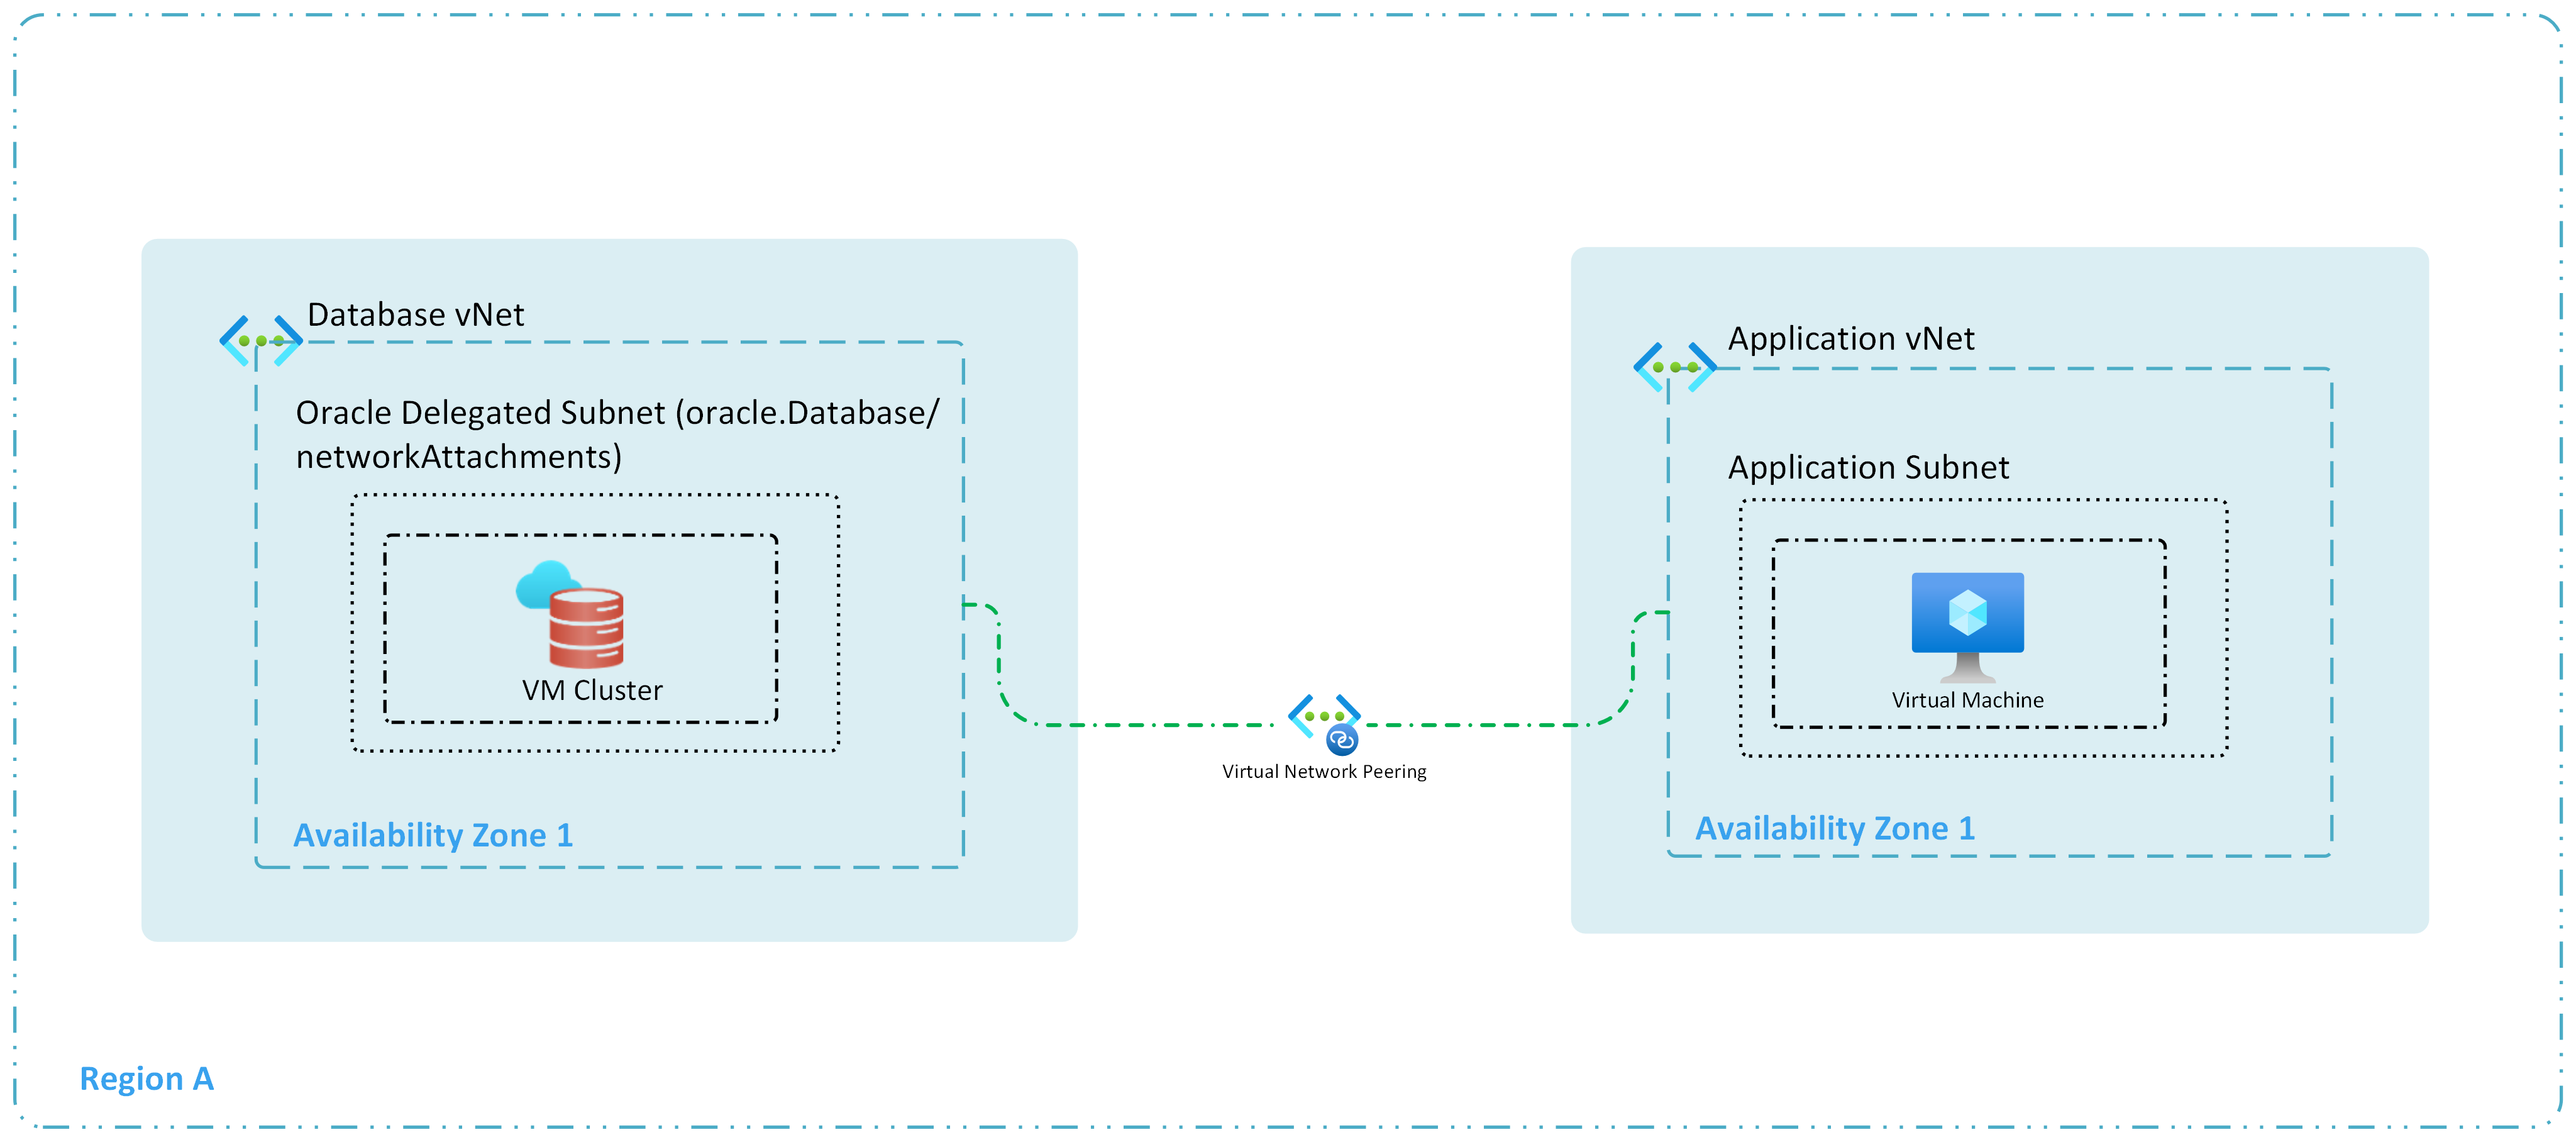 Database vNet
Oracle Delegated Subnet (oracle.Database/
networkAttachments)
VM Cluster
Availability Zone 1
Virtual Network Peering
Application vNet
Application Subnet
Virtual Machine
Availability Zone 1
Region A